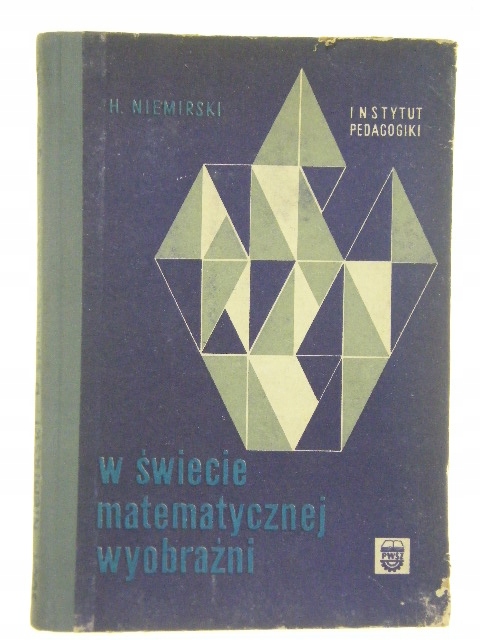 H. NIEMIRSKI
INSTYTUT
PEDAGOGIKI
w świecie
matematycznej
wyobraźni
PWSZ